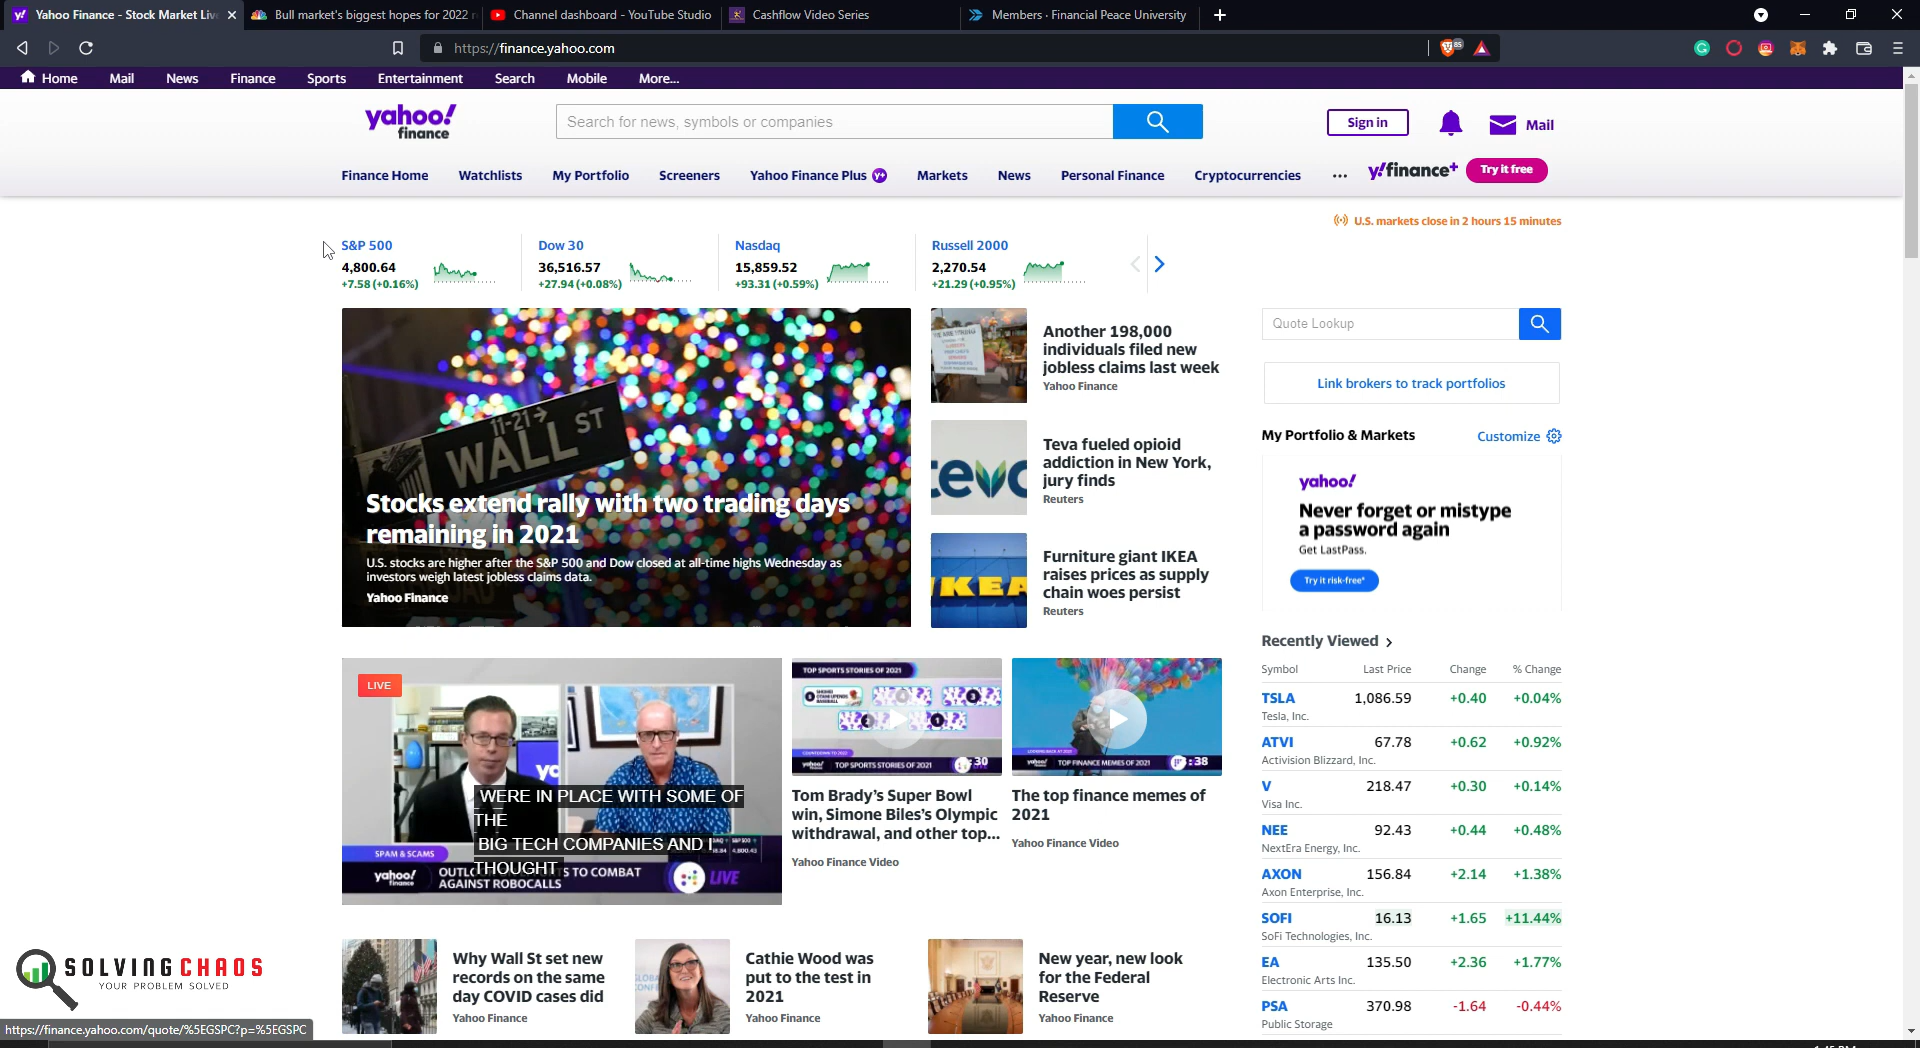 Yahoo Finance - Stock Market Liv
Bull market's biggest hopes for 2022
Channel dashboard - YouTube Studio
Cashflow Video Series
Members · Financial Peace University
https://finance.yahoo.com
Home
Mail
News
Finance
Sports
Entertainment
Search
Mobile
More...
yahoo!
finance
Search for news, symbols or companies
Sign in
Mail
Finance Home
Watchlists
My Portfolio
Screeners
Yahoo Finance Plus
Markets
News
Personal Finance
Cryptocurrencies
...
y!finance+
Try it free
U.S. markets close in 2 hours 15 minutes
S&P 500
4,800.64
+7.58 (+0.16%)
Dow 30
36,516.57
+27.94 (+0.08%)
Nasdaq
15,859.52
+93.31 (+0.59%)
Russell 2000
2,270.54
+21.29 (+0.95%)
11-21
WALL ST
Stocks extend rally with two trading days
remaining in 2021
U.S. stocks are higher after the S&P 500 and Dow closed at all-time highs Wednesday as
investors weigh latest jobless claims data.
Yahoo Finance
Another 198,000
individuals filed new
jobless claims last week
Yahoo Finance
teva
Teva fueled opioid
addiction in New York,
jury finds
Reuters
IKEA
Furniture giant IKEA
raises prices as supply
chain woes persist
Reuters
Quote Lookup
Link brokers to track portfolios
My Portfolio & Markets
Customize
yahoo!
Never forget or mistype
a password again
Get LastPass.
Try it risk-free*
Recently Viewed
Symbol Last Price Change % Change
TSLA 1,086.59 +0.40 +0.04%
Tesla, Inc.
ATVI 67.78 +0.62 +0.92%
Activision Blizzard, Inc.
V 218.47 +0.30 +0.14%
Visa Inc.
NEE 92.43 +0.44 +0.48%
NextEra Energy, Inc.
AXON 156.84 +2.14 +1.38%
Axon Enterprise, Inc.
SOFI 16.13 +1.65 +11.44%
SoFi Technologies, Inc.
EA 135.50 +2.36 +1.77%
Electronic Arts Inc.
PSA 370.98 -1.64 -0.44%
Public Storage
LIVE
WERE IN PLACE WITH SOME OF
THE
BIG TECH COMPANIES AND I
THOUGHT
SPAM & SCAMS
yahoo!
finance
S TO COMBAT
AGAINST ROBOCALLS
LIVE
TOP SPORTS STORIES OF 2021
TOP SPORTS STORIES OF 2021
:30
Tom Brady's Super Bowl
win, Simone Biles's Olympic
withdrawal, and other top...
Yahoo Finance Video
TOP FINANCE MEMES OF 2021
:38
The top finance memes of
2021
Yahoo Finance Video
Why Wall St set new
records on the same
day COVID cases did
Yahoo Finance
Cathie Wood was
put to the test in
2021
Yahoo Finance
New year, new look
for the Federal
Reserve
Yahoo Finance
SOLVING CHAOS
YOUR PROBLEM SOLVED
https://finance.yahoo.com/quote/%5EGSPC?p=%5EGSPC